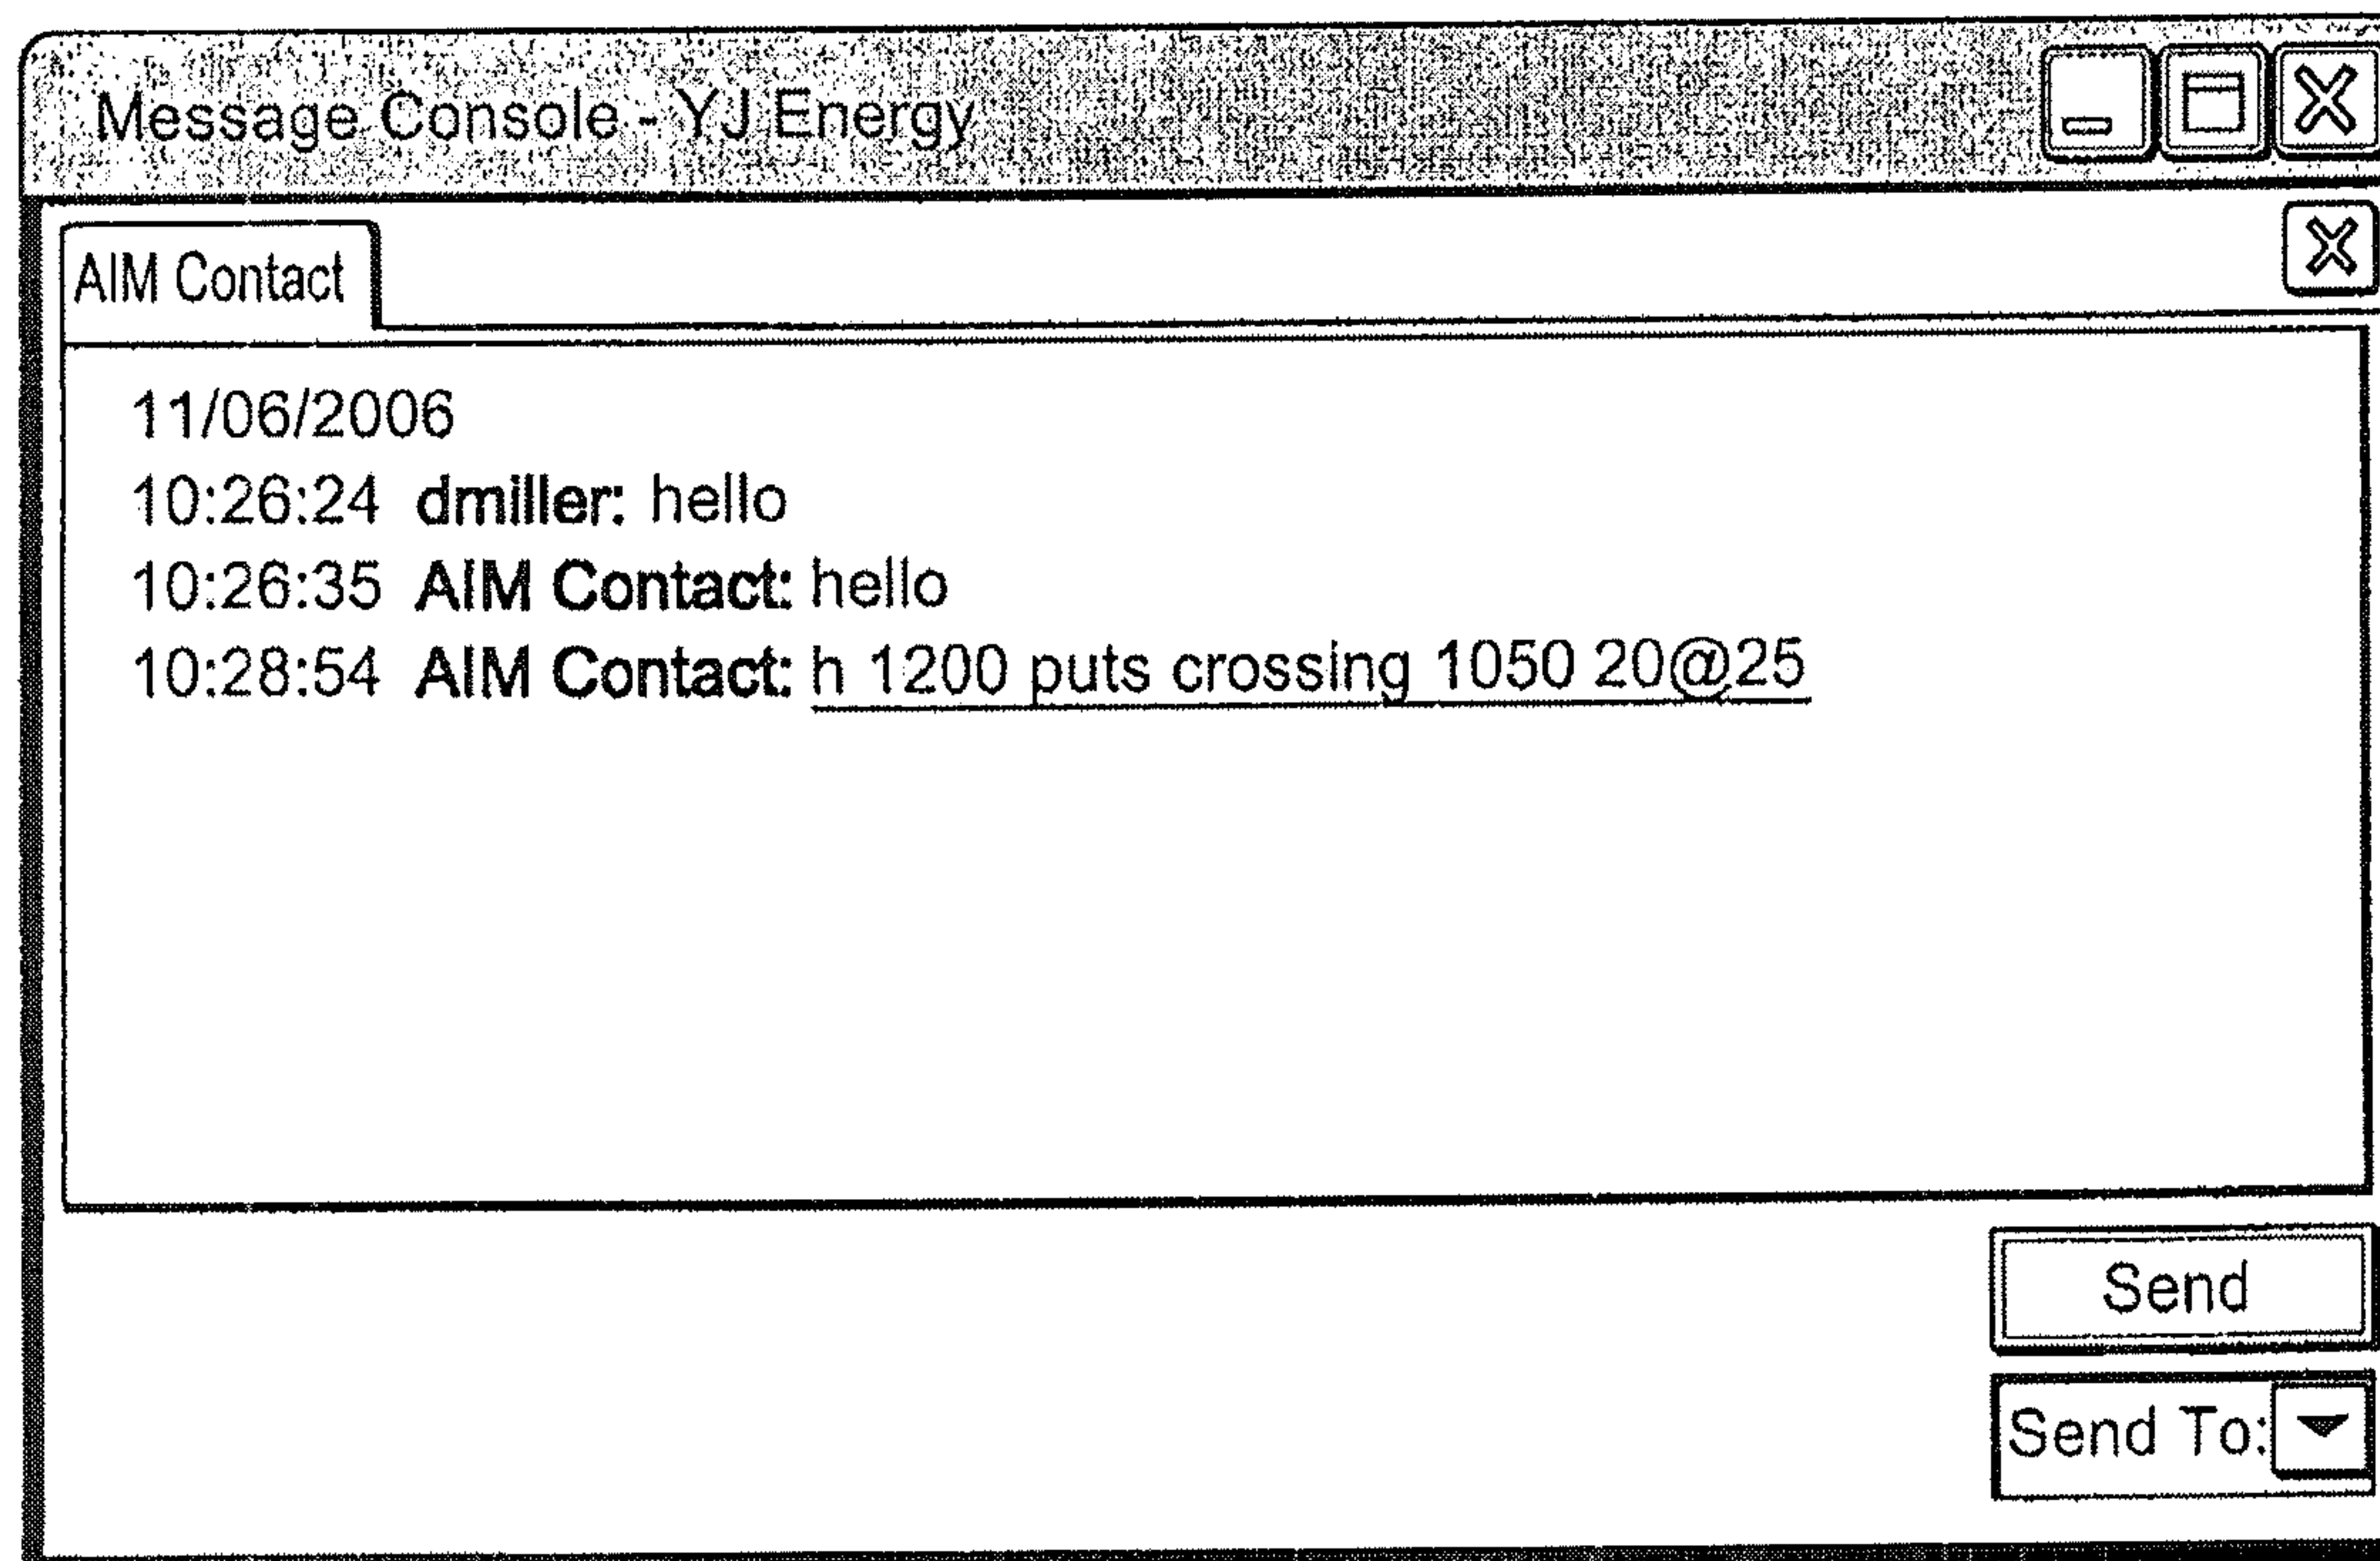 Message Console - YJ Energy
AIM Contact
11/06/2006
10:26:24 dmiller: hello
10:26:35 AIM Contact: hello
10:28:54 AIM Contact: h 1200 puts crossing 1050 20@25
Send
Send To: